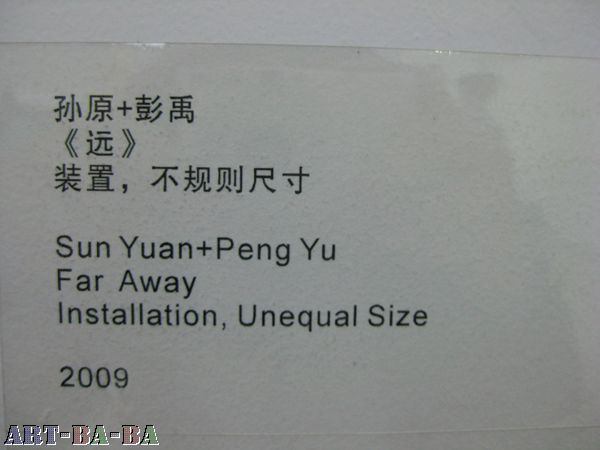 孙原+彭禹
《远》
装置，不规则尺寸
Sun Yuan+Peng Yu
Far Away
Installation, Unequal Size
2009
ART-BA-BA